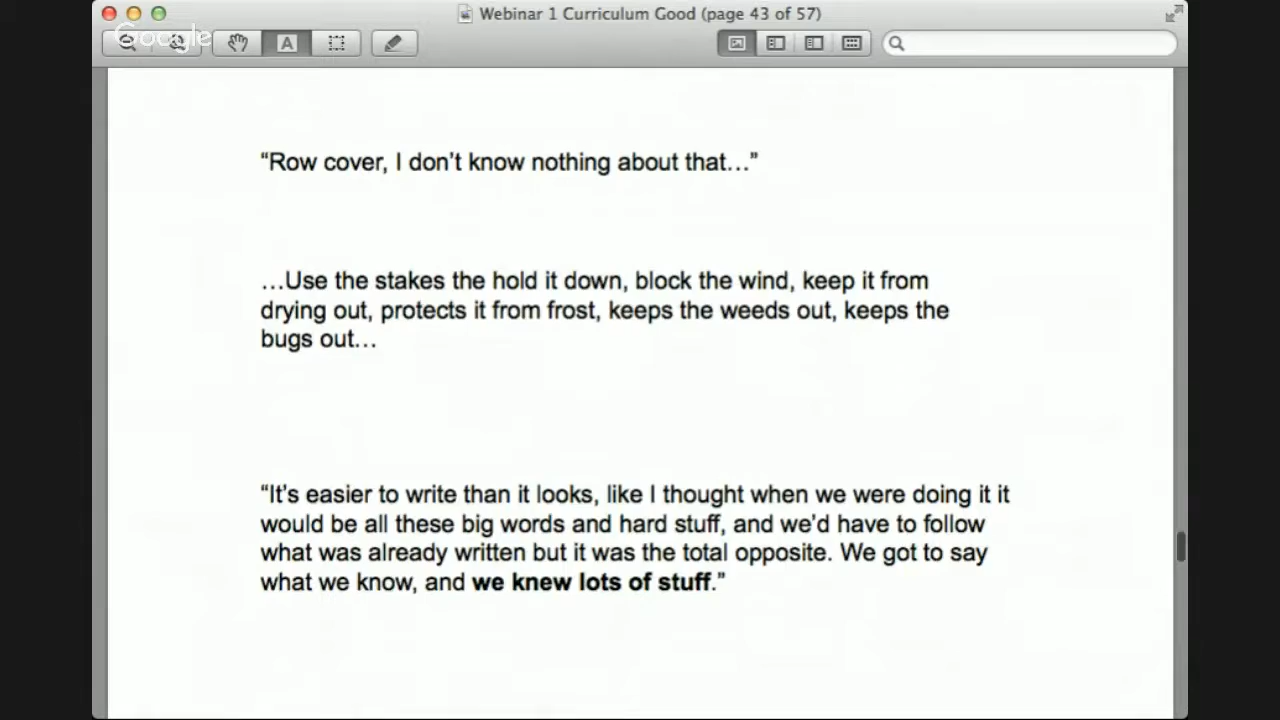 Webinar 1 Curriculum Good (page 43 of 57)
Google
A
“Row cover, I don’t know nothing about that…”
…Use the stakes the hold it down, block the wind, keep it from
drying out, protects it from frost, keeps the weeds out, keeps the
bugs out…
“It’s easier to write than it looks, like I thought when we were doing it it
would be all these big words and hard stuff, and we’d have to follow
what was already written but it was the total opposite. We got to say
what we know, and we knew lots of stuff.”